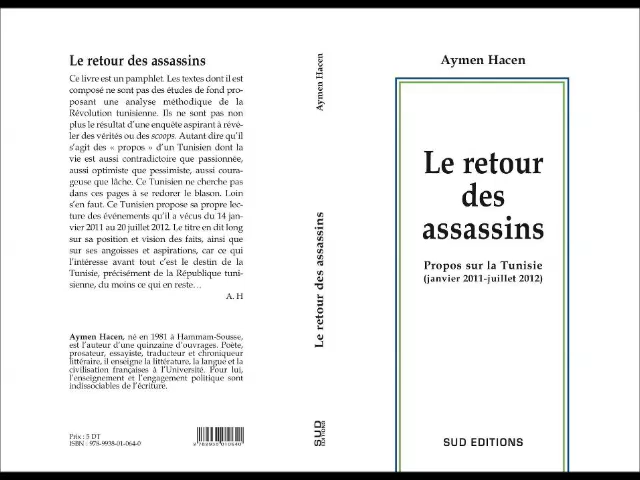 Le retour des assassins
Ce livre est un pamphlet. Les textes dont il est
composé ne sont pas des études de fond pro-
posant une analyse méthodique de la
Révolution tunisienne. Ils ne sont pas non
plus le résultat d'une enquête aspirant à révé-
ler des vérités ou des scoops. Autant dire qu'il
s'agit des « propos » d'un Tunisien dont la
vie est aussi contradictoire que passionnée,
aussi optimiste que pessimiste, aussi coura-
geuse que lâche. Ce Tunisien ne cherche pas
dans ces pages à se redorer le blason. Loin
s'en faut. Ce Tunisien propose sa propre lec-
ture des événements qu'il a vécus du 14 jan-
vier 2011 au 20 juillet 2012. Le titre en dit long
sur sa position et vision des faits, ainsi que
sur ses angoisses et aspirations, car ce qui
l'intéresse avant tout c'est le destin de la
Tunisie, précisément de la République tuni-
sienne, du moins ce qui en reste…
A. H
Aymen Hacen, né en 1981 à Hammam-Sousse,
est l'auteur d'une quinzaine d'ouvrages. Poète,
prosateur, essayiste, traducteur et chroniqueur
littéraire, il enseigne la littérature, la langue et la
civilisation françaises à l'Université. Pour lui,
l'enseignement et l'engagement politique sont
indissociables de l'écriture.
Prix : 5 DT
ISBN : 978-9938-01-064-0
9 789938 010640
Aymen Hacen
Le retour des assassins
SUD
EDITIONS
Aymen Hacen
Le retour
des
assassins
Propos sur la Tunisie
(janvier 2011-juillet 2012)
SUD EDITIONS